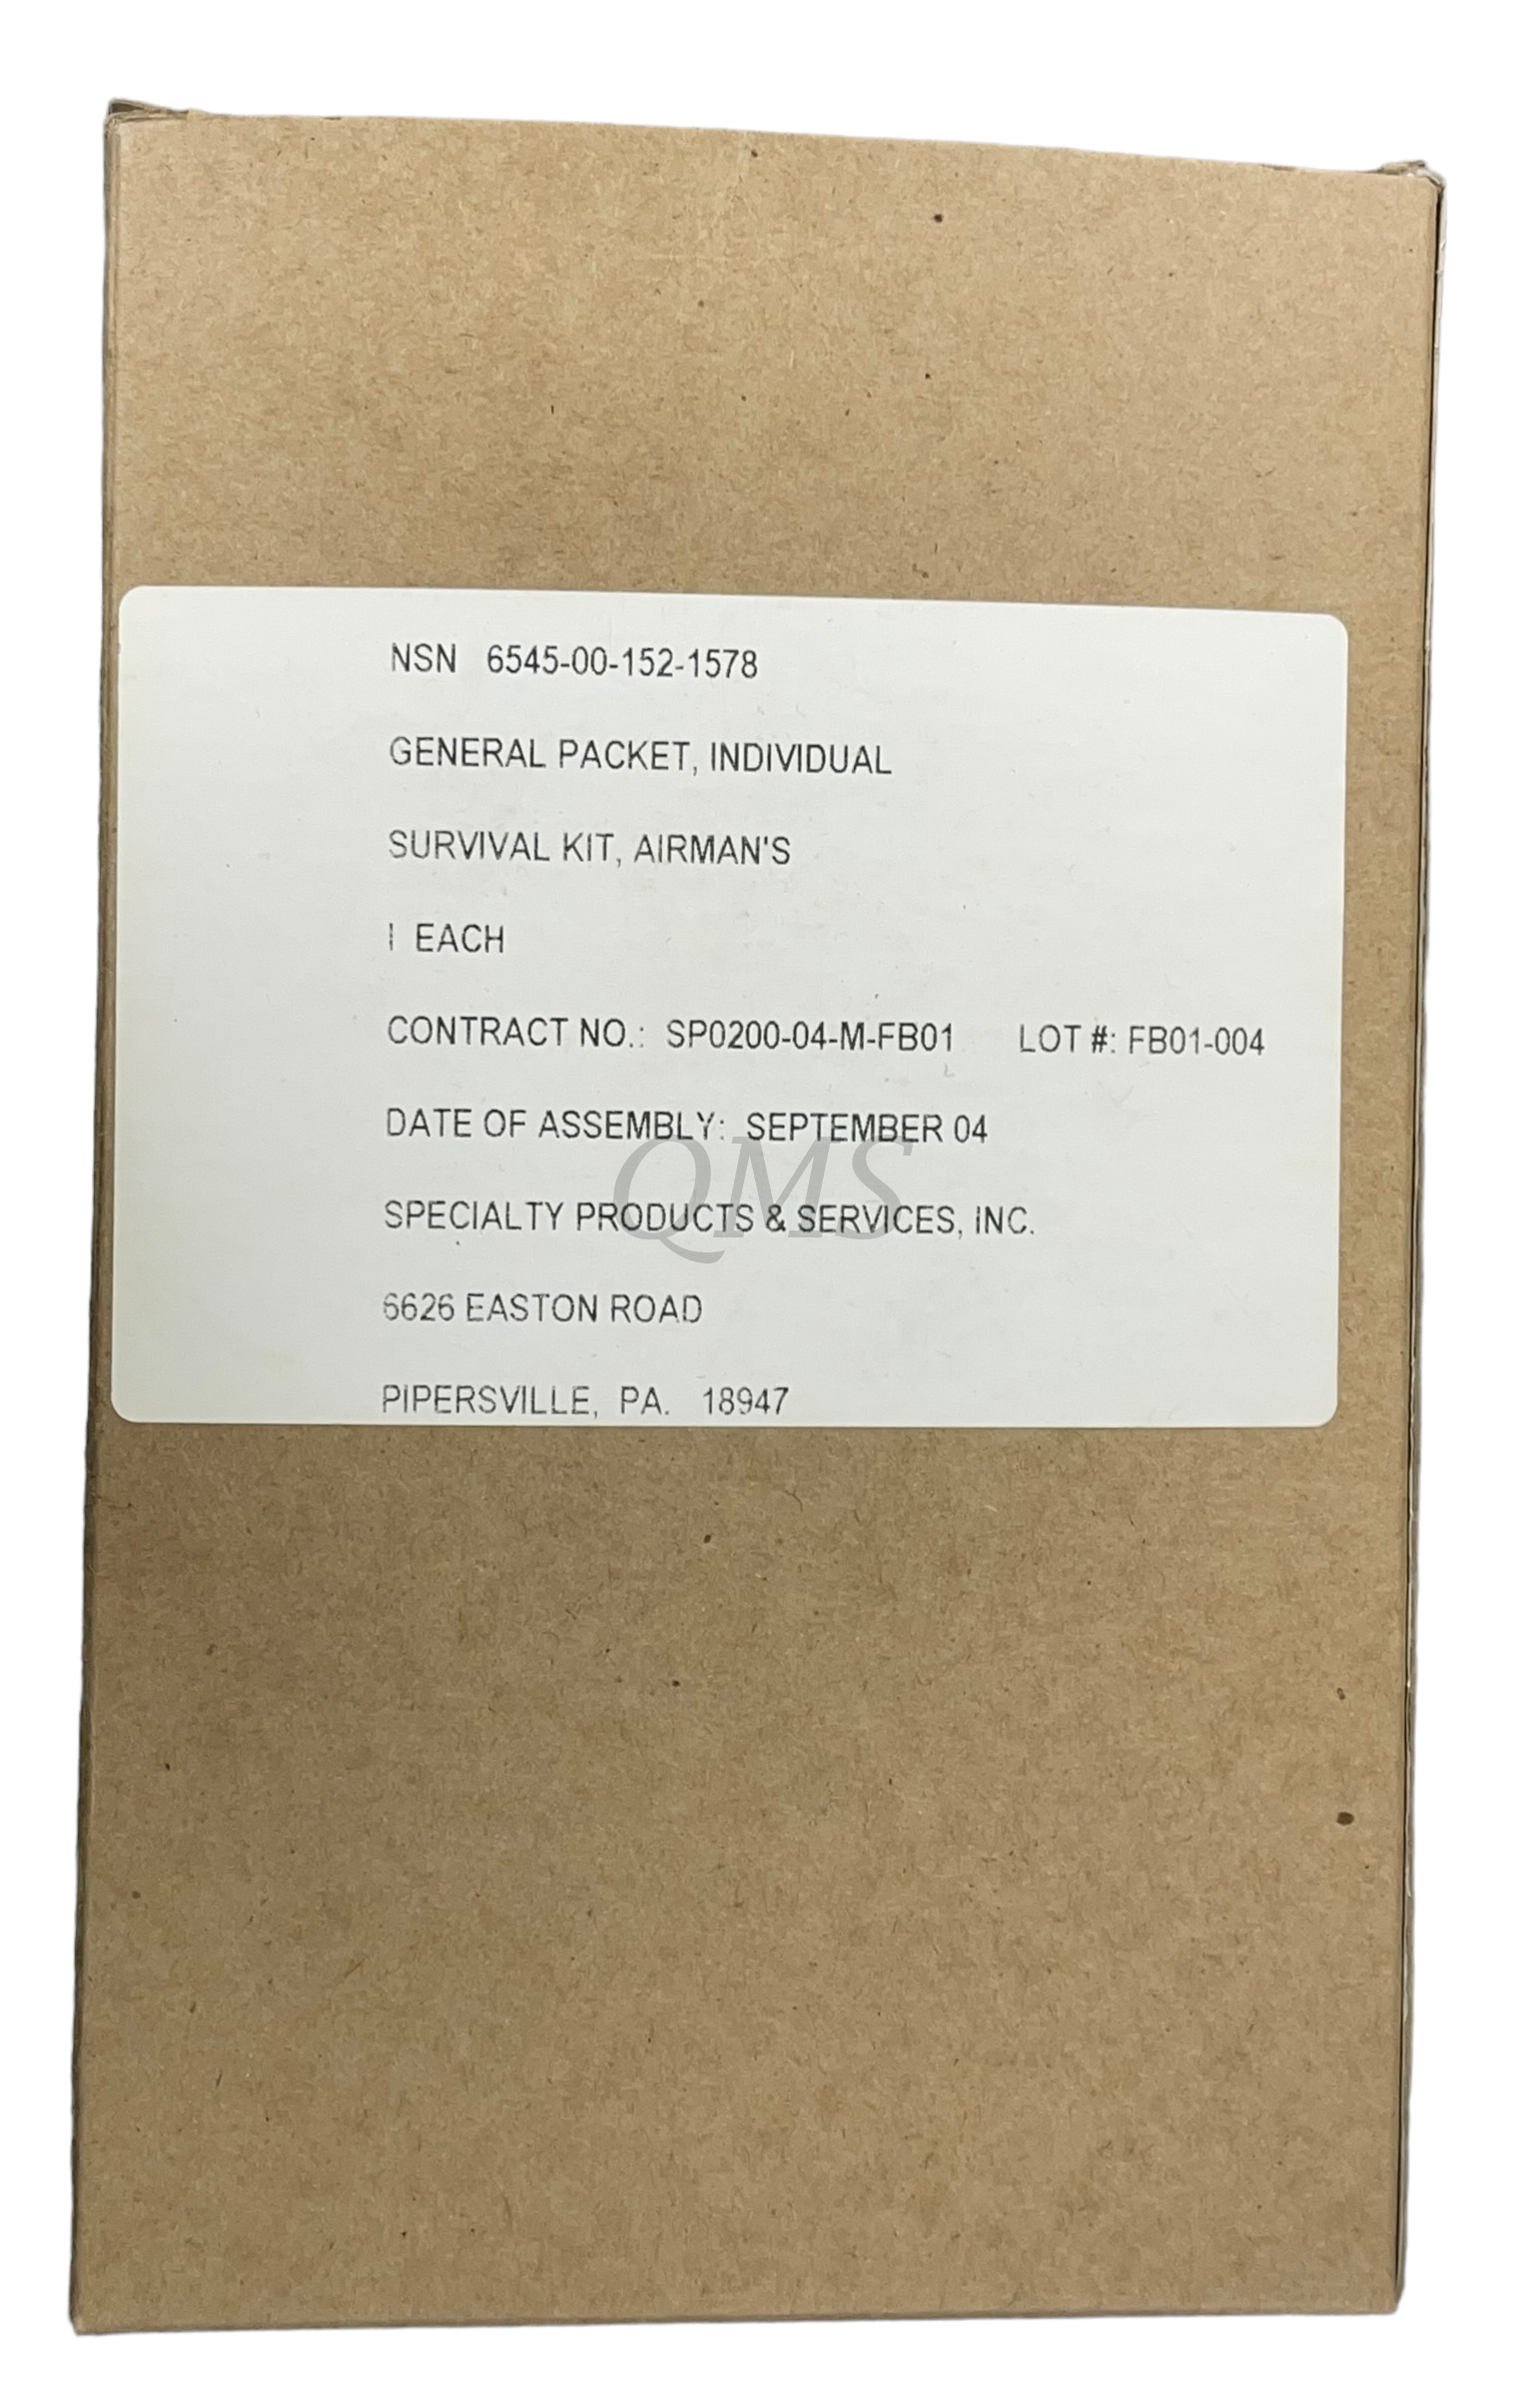 NSN 6545-00-152-1578
GENERAL PACKET, INDIVIDUAL
SURVIVAL KIT, AIRMAN'S
I EACH
CONTRACT NO.: SP0200-04-M-FB01 LOT #: FB01-004
DATE OF ASSEMBLY: SEPTEMBER 04
QMS
SPECIALTY PRODUCTS & SERVICES, INC.
6626 EASTON ROAD
PIPERSVILLE, PA. 18947